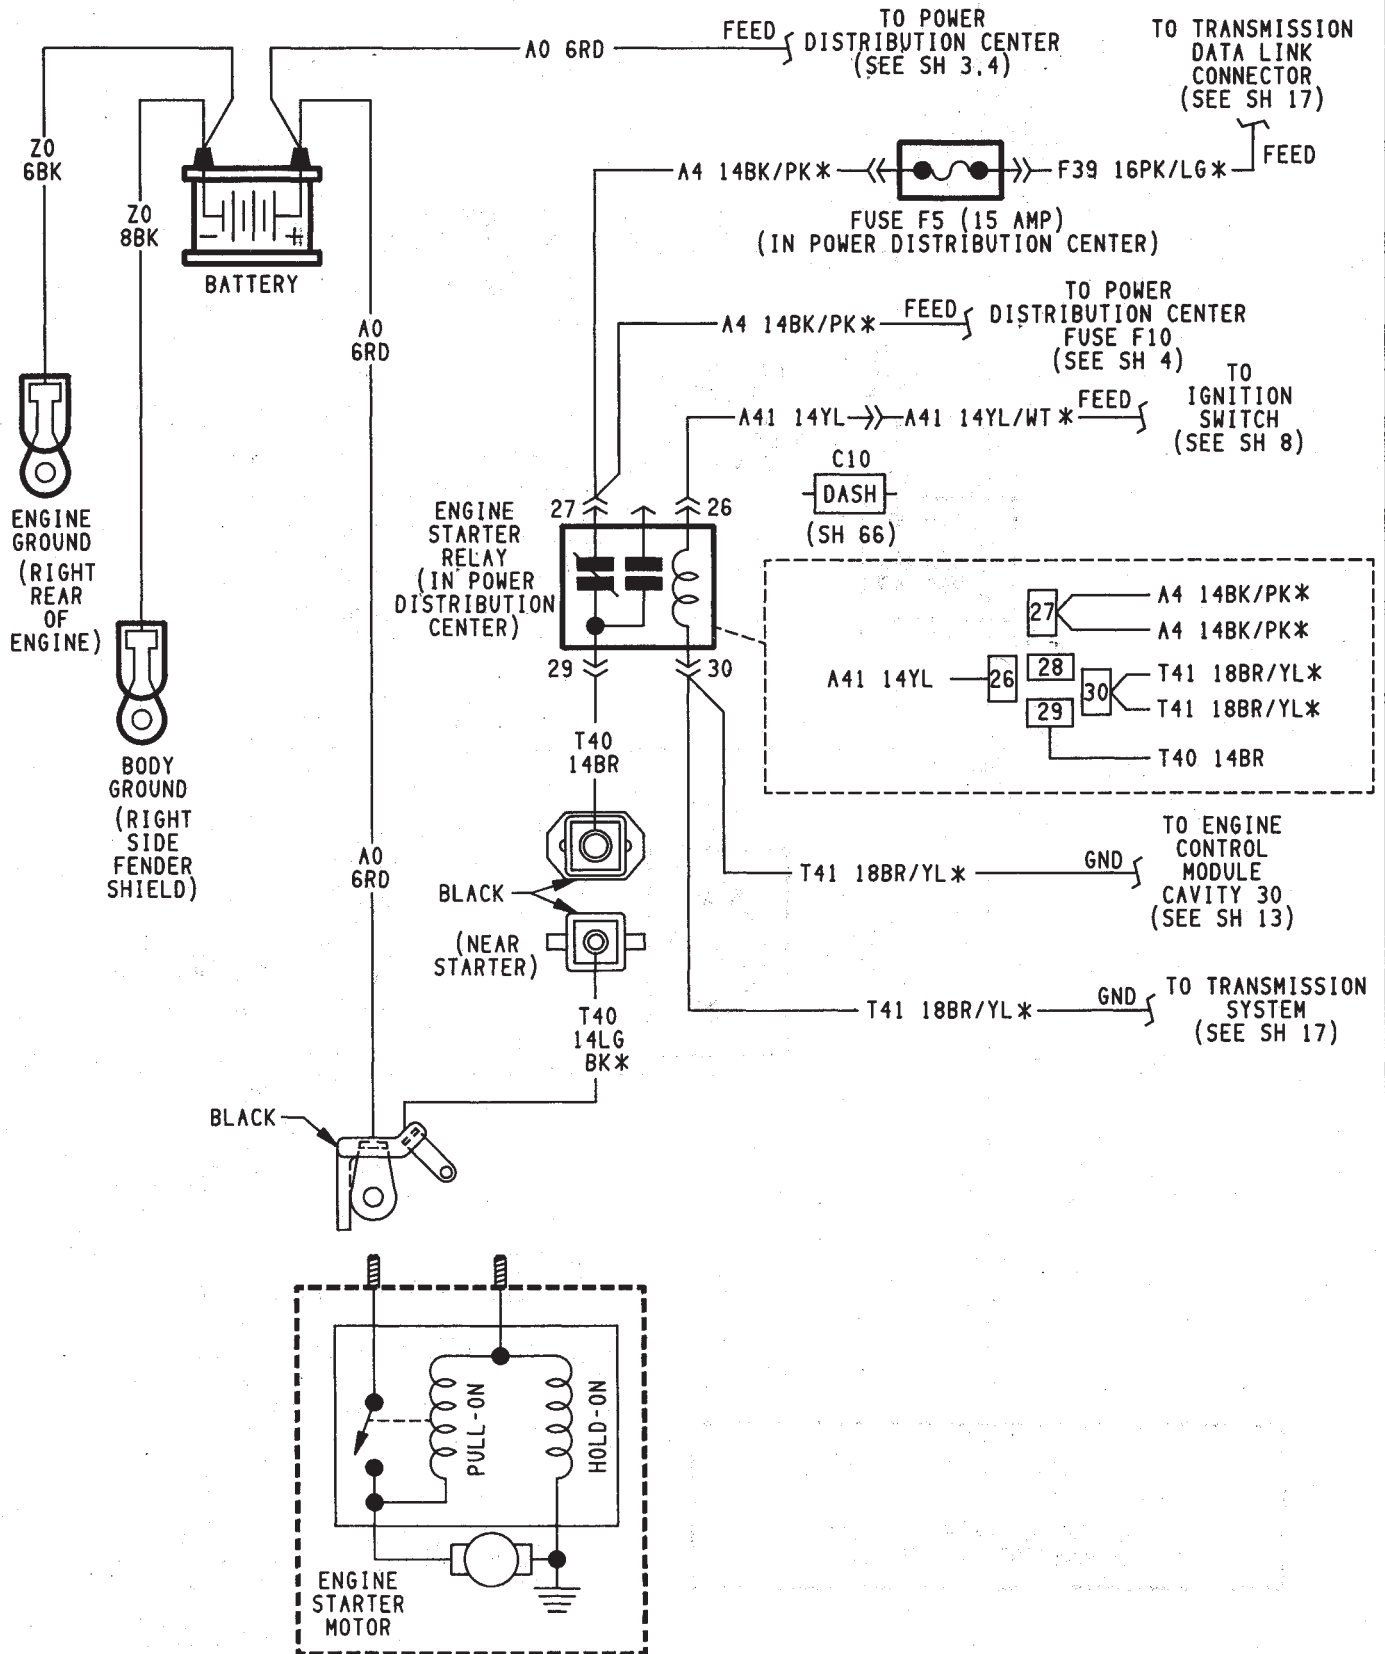 A0 6RD
FEED
TO POWER
DISTRIBUTION CENTER
(SEE SH 3,4)
TO TRANSMISSION
DATA LINK
CONNECTOR
(SEE SH 17)
FEED
Z0
6BK
Z0
8BK
BATTERY
A4 14BK/PK*
F39 16PK/LG*
FUSE F5 (15 AMP)
(IN POWER DISTRIBUTION CENTER)
A0
6RD
A4 14BK/PK*
FEED
TO POWER
DISTRIBUTION CENTER
FUSE F10
(SEE SH 4)
A41 14YL
A41 14YL/WT*
FEED
TO
IGNITION
SWITCH
(SEE SH 8)
C10
DASH
(SH 66)
ENGINE
GROUND
(RIGHT
REAR
OF
ENGINE)
ENGINE
STARTER
RELAY
(IN POWER
DISTRIBUTION
CENTER)
27
26
29
30
A4 14BK/PK*
A4 14BK/PK*
27
A41 14YL
26
28
29
30
T41 18BR/YL*
T41 18BR/YL*
T40 14BR
BODY
GROUND
(RIGHT
SIDE
FENDER
SHIELD)
T40
14BR
A0
6RD
BLACK
(NEAR
STARTER)
T41 18BR/YL*
GND
TO ENGINE
CONTROL
MODULE
CAVITY 30
(SEE SH 13)
T41 18BR/YL*
GND
TO TRANSMISSION
SYSTEM
(SEE SH 17)
T40
14LG
BK*
BLACK
PULL-ON
HOLD-ON
ENGINE
STARTER
MOTOR